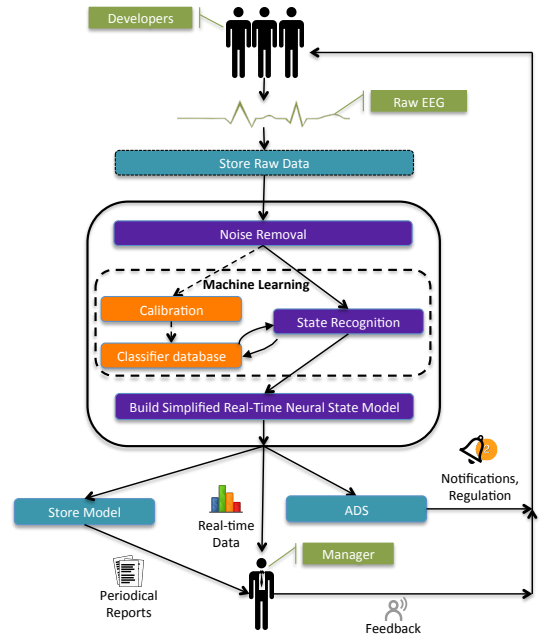 Developers
Raw EEG
Store Raw Data
Noise Removal
Machine Learning
Calibration
State Recognition
Classifier database
Build Simplified Real-Time Neural State Model
2
Notifications,
Regulation
Store Model
ADS
Real-time
Data
Manager
Periodical
Reports
Feedback